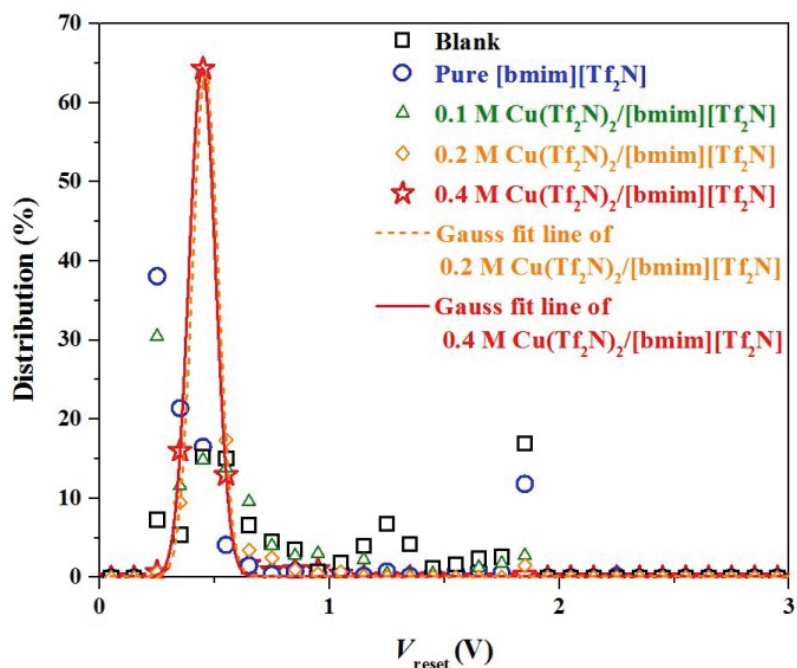 70
60
50
40
30
20
10
0
Distribution (%)
Blank
Pure [bmim][Tf₂N]
0.1 M Cu(Tf₂N)₂/[bmim][Tf₂N]
0.2 M Cu(Tf₂N)₂/[bmim][Tf₂N]
0.4 M Cu(Tf₂N)₂/[bmim][Tf₂N]
Gauss fit line of
0.2 M Cu(Tf₂N)₂/[bmim][Tf₂N]
Gauss fit line of
0.4 M Cu(Tf₂N)₂/[bmim][Tf₂N]
0 1 2 3
V_reset (V)